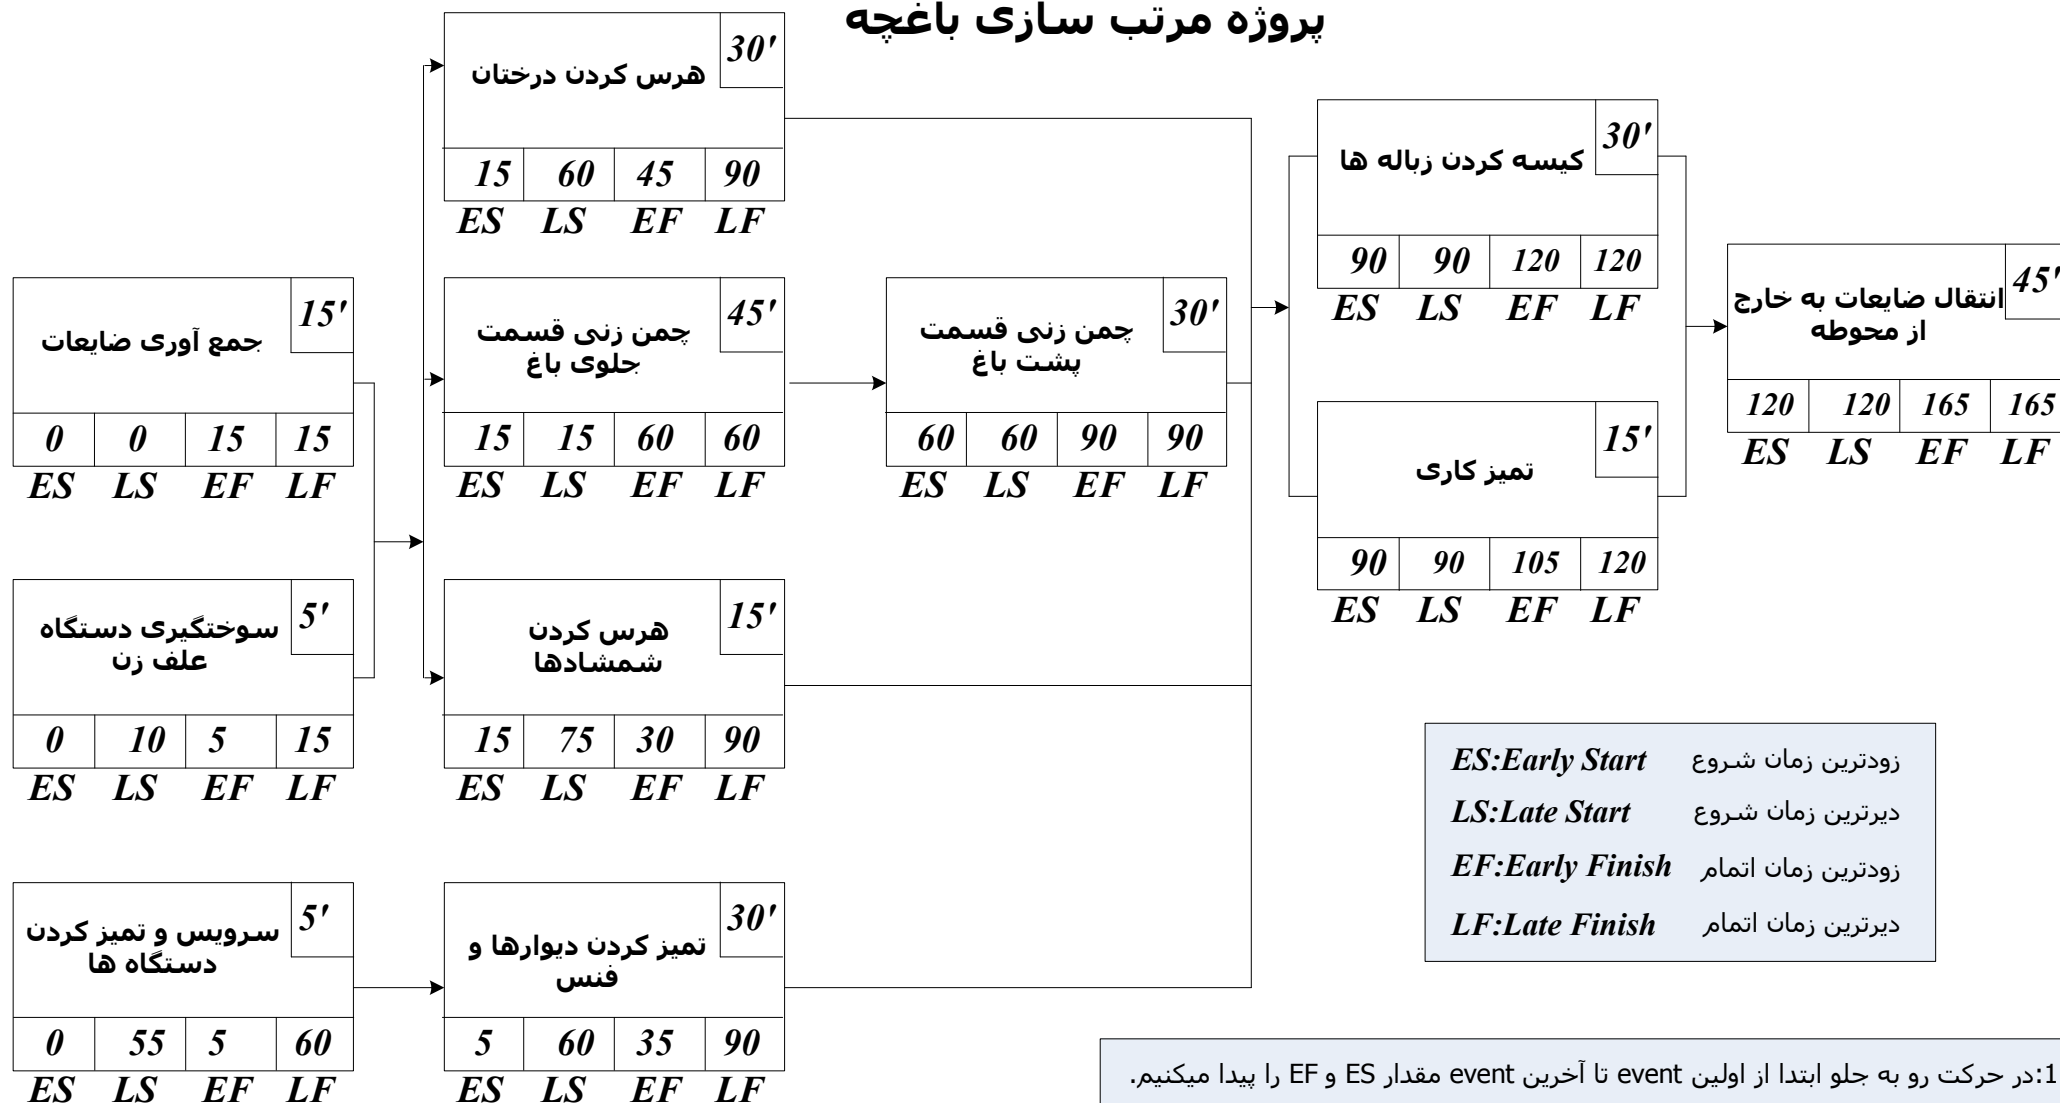 پروژه مرتب سازی باغچه
30'
هرس کردن درختان
15 60 45 90
ES LS EF LF
30'
کیسه کردن زباله ها
90 90 120 120
ES LS EF LF
15'
جمع آوری ضایعات
0 0 15 15
ES LS EF LF
45'
چمن زنی قسمت
جلوی باغ
15 15 60 60
ES LS EF LF
30'
چمن زنی قسمت
پشت باغ
60 60 90 90
ES LS EF LF
45'
انتقال ضایعات به خارج
از محوطه
120 120 165 165
ES LS EF LF
15'
تمیز کاری
90 90 105 120
ES LS EF LF
5'
سوختگیری دستگاه
علف زن
0 10 5 15
ES LS EF LF
15'
هرس کردن
شمشادها
15 75 30 90
ES LS EF LF
5'
سرویس و تمیز کردن
دستگاه ها
0 55 5 60
ES LS EF LF
30'
تمیز کردن دیوارها و
فنس
5 60 35 90
ES LS EF LF
ES:Early Start زودترین زمان شروع
LS:Late Start دیرترین زمان شروع
EF:Early Finish زودترین زمان اتمام
LF:Late Finish دیرترین زمان اتمام
1:در حرکت رو به جلو ابتدا از اولین event تا آخرین event مقدار ES و EF را پیدا میکنیم.